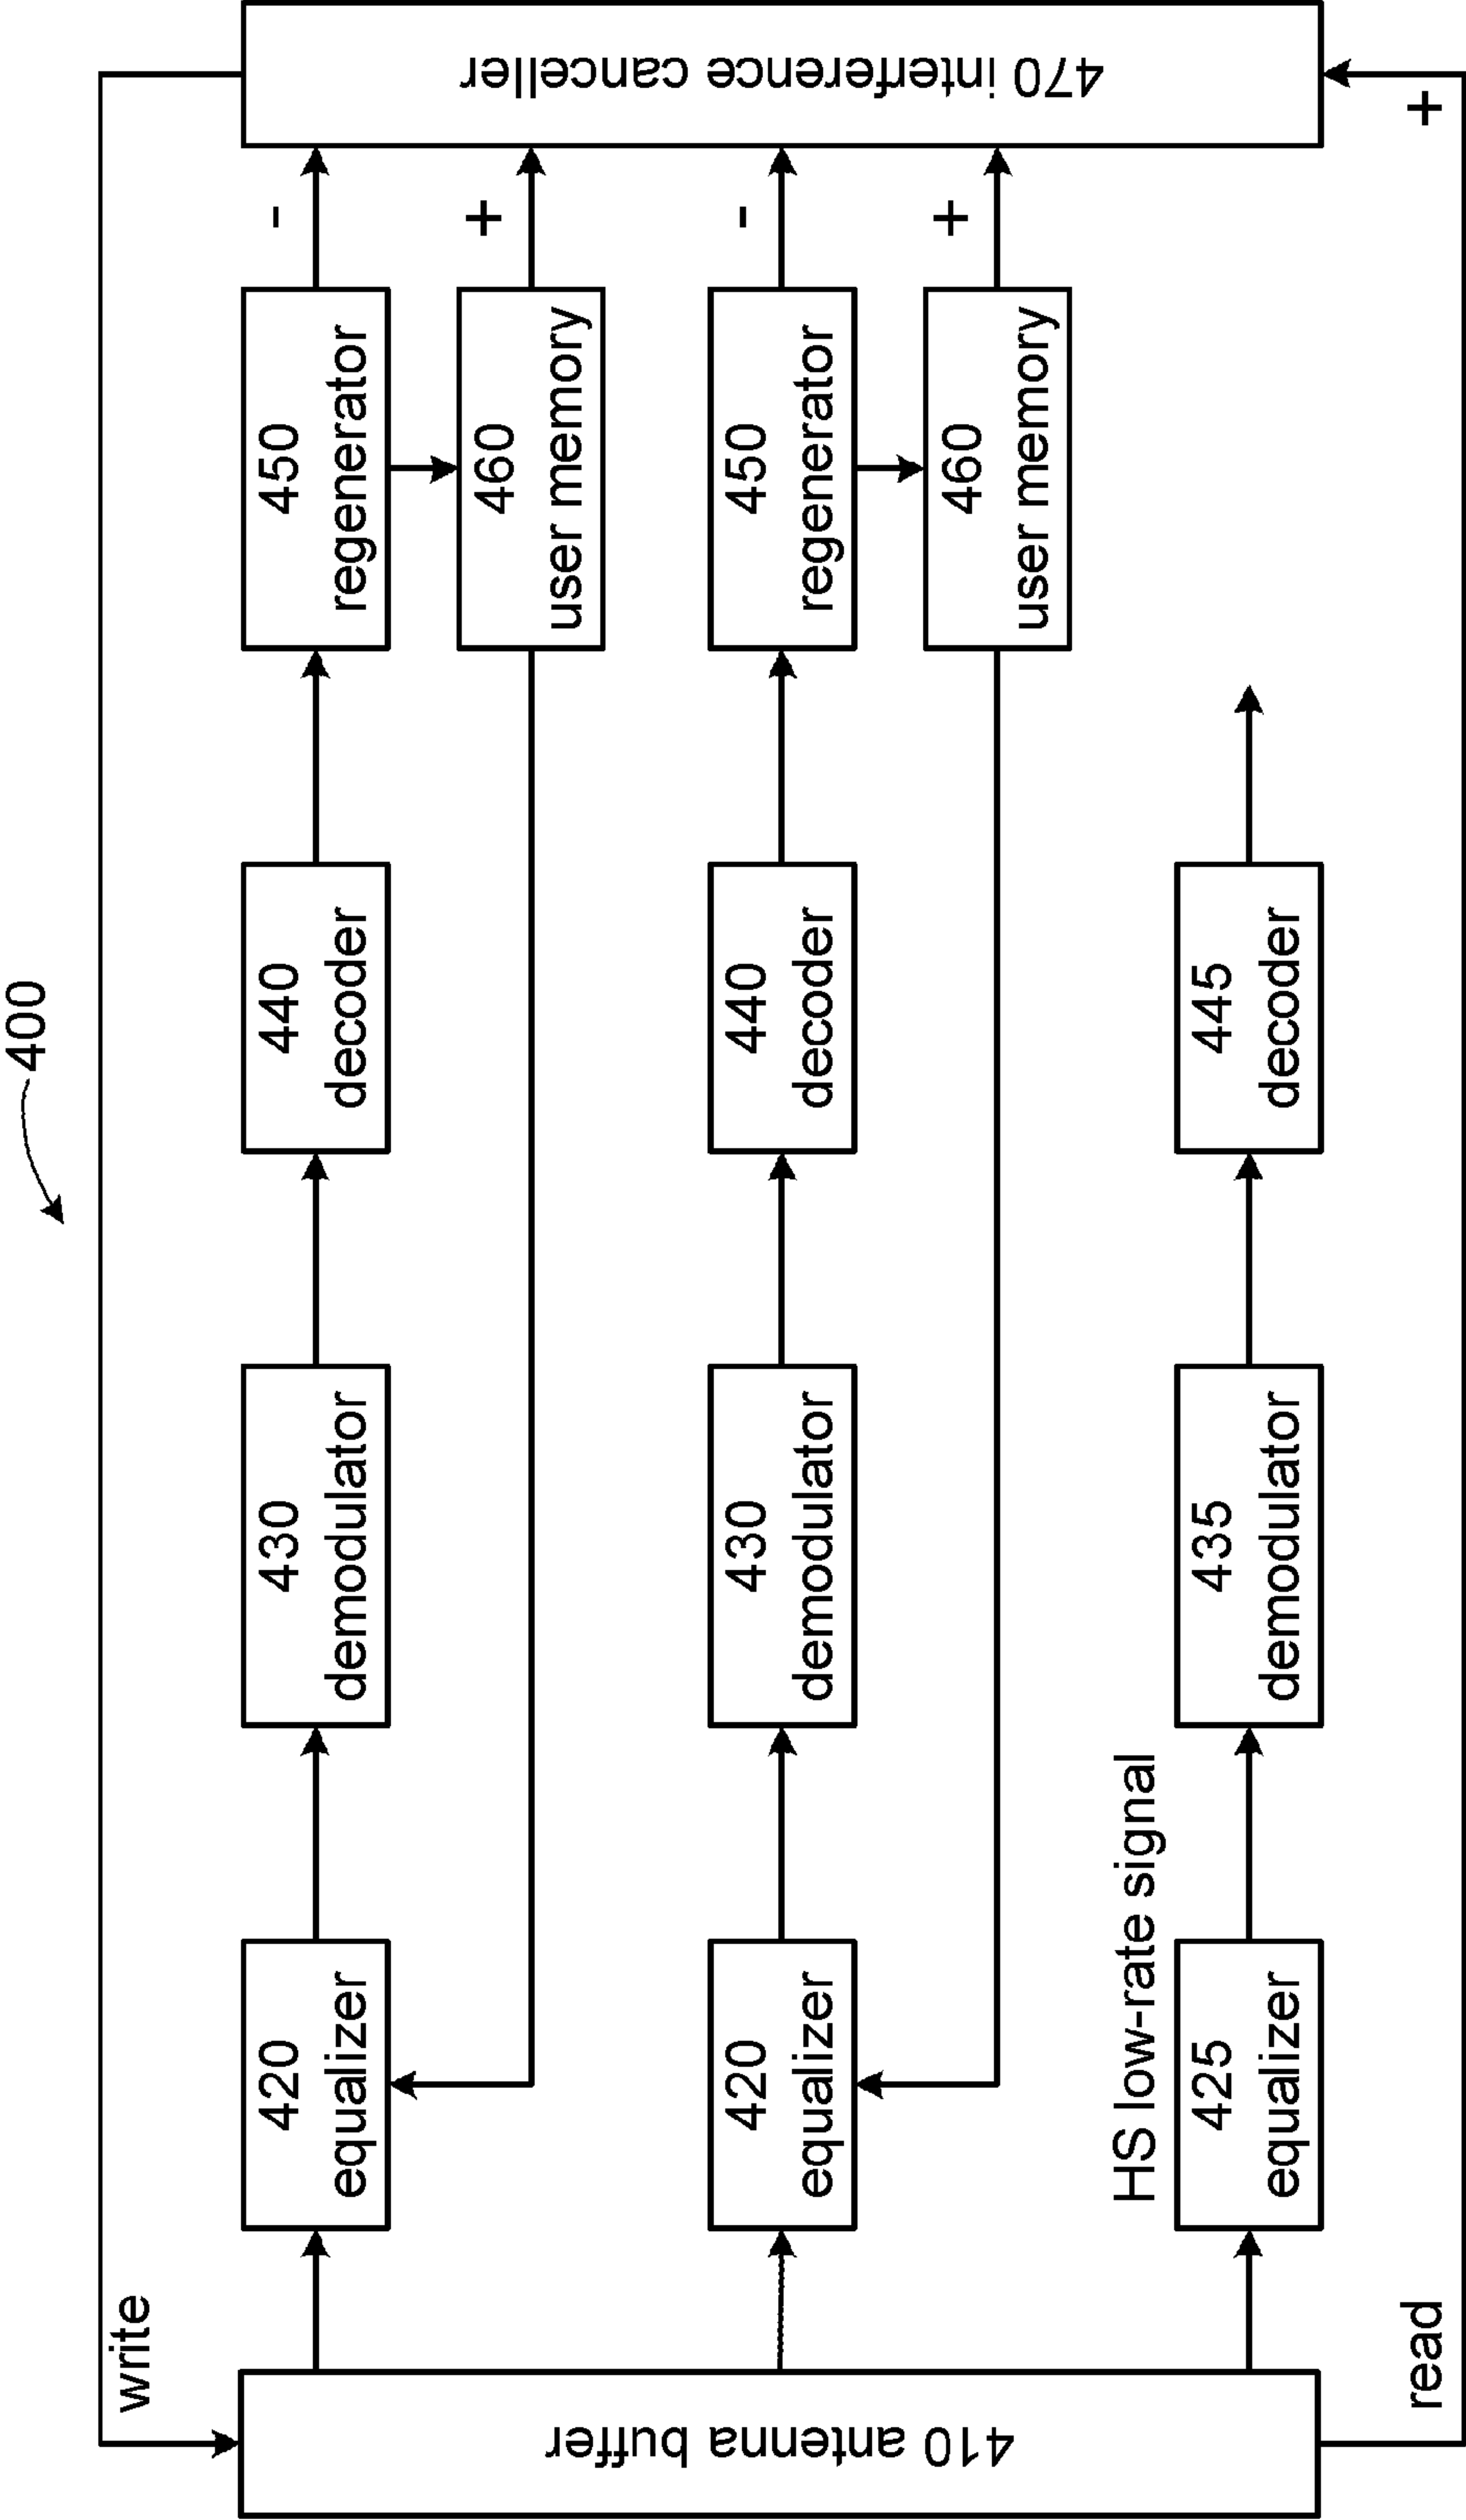 400
write
410 antenna buffer
420
equalizer
430
demodulator
440
decoder
450
regenerator
-
460
user memory
+
470 interference canceller
420
equalizer
430
demodulator
440
decoder
450
regenerator
-
460
user memory
+
HS low-rate signal
425
equalizer
435
demodulator
445
decoder
read
+